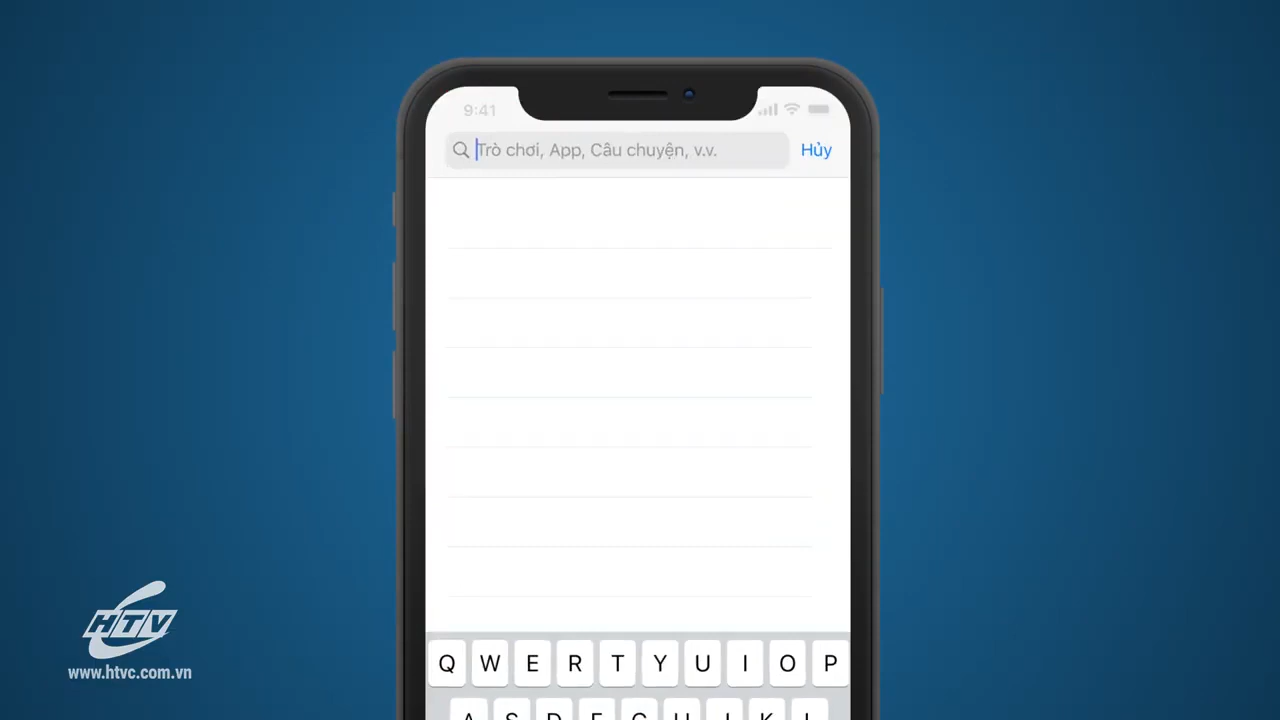 9:41
Trò chơi, App, Câu chuyện, v.v.
Hủy
Q W E R T Y U I O P
A S D F G H J K L
HTV
www.htvc.com.vn